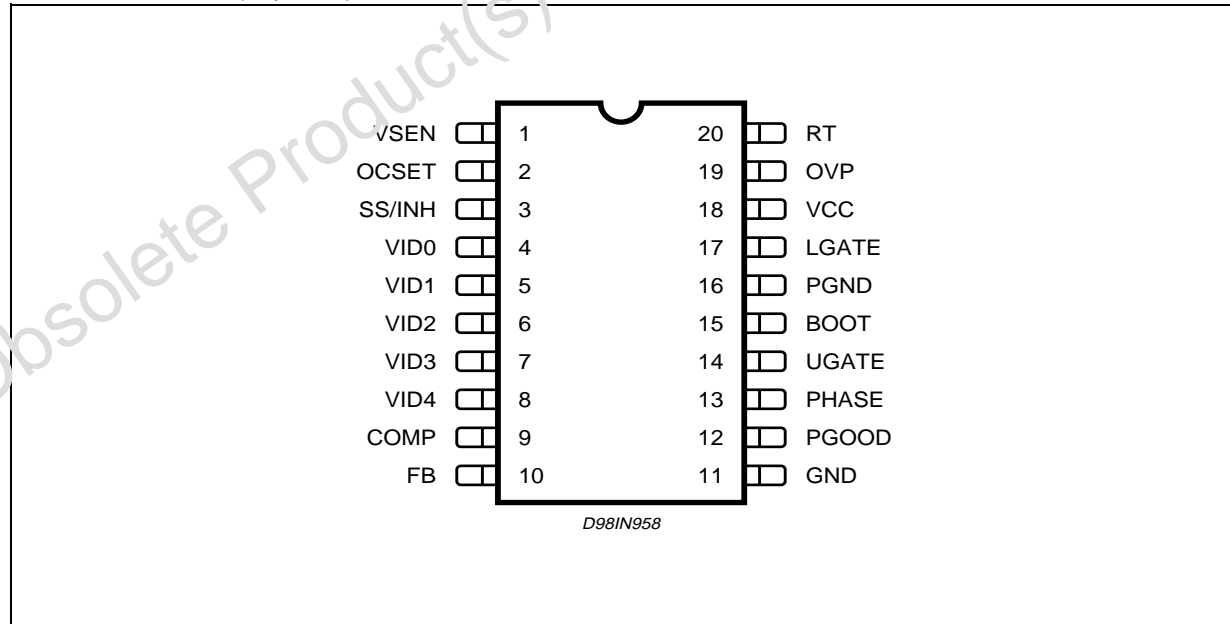 Obsolete Product(s)
VSEN 1 20 RT
OCSET 2 19 OVP
SS/INH 3 18 VCC
VID0 4 17 LGATE
VID1 5 16 PGND
VID2 6 15 BOOT
VID3 7 14 UGATE
VID4 8 13 PHASE
COMP 9 12 PGOOD
FB 10 11 GND
D98IN958